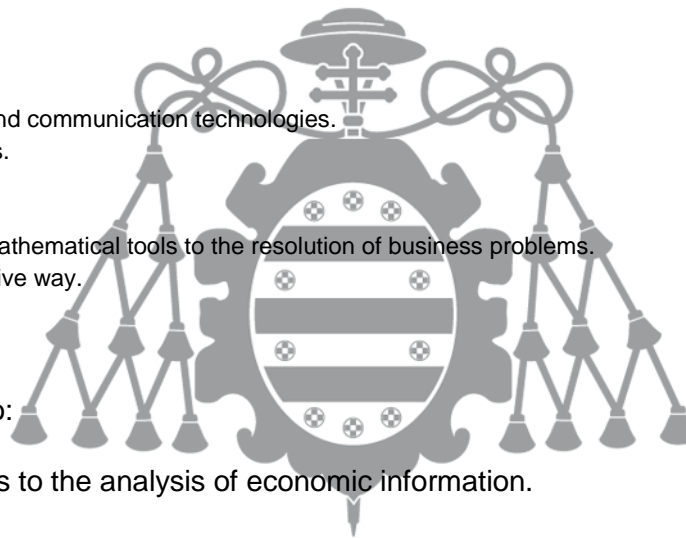 nd communication technologies.
s.
athematical tools to the resolution of business problems.
ive way.
o:
s to the analysis of economic information.